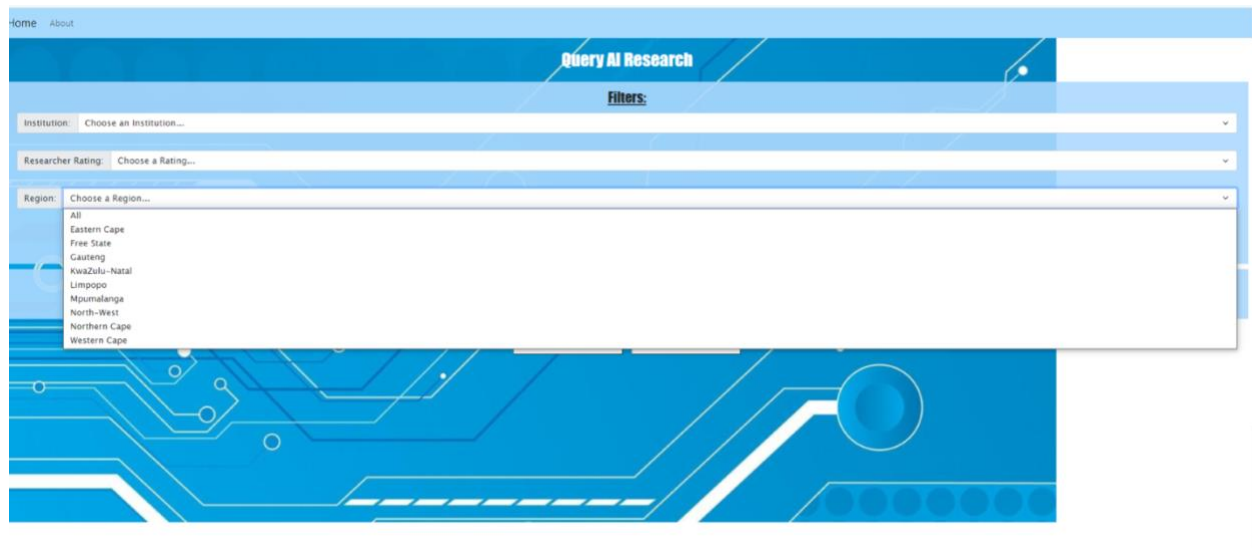 Home About
Query AI Research
Filters:
Institution: Choose an Institution...
Researcher Rating: Choose a Rating...
Region: Choose a Region...
All
Eastern Cape
Free State
Gauteng
KwaZulu-Natal
Limpopo
Mpumalanga
North-West
Northern Cape
Western Cape